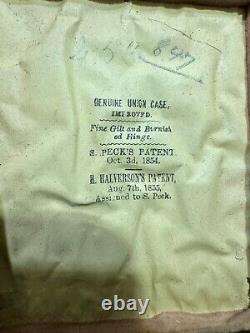 GENUINE UNION CASE,
IMPROVED.
Fine Gilt and Burnish
ed Hinge.
S. PECK'S PATENT.
Oct. 3d, 1854.
H. HALVERSON'S PATENT,
Aug. 7th, 1855,
Assigned to S. Peck.